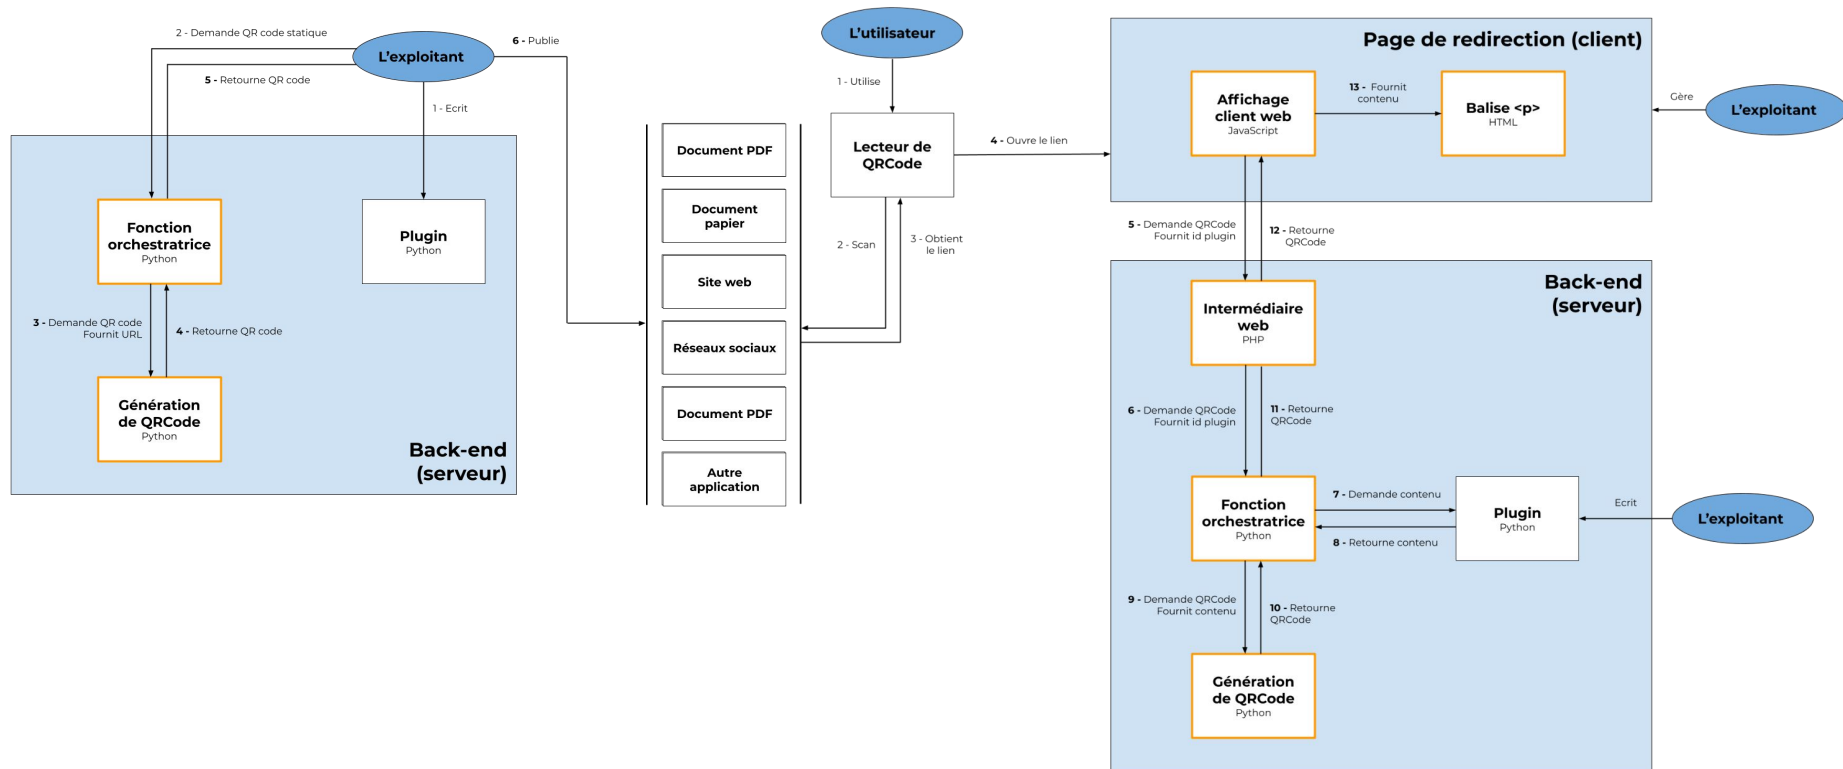 2 - Demande QR code statique
L'exploitant
6 - Publie
5 - Retourne QR code
1 - Ecrit
Fonction
orchestratrice
Python
Plugin
Python
3 - Demande QR code
Fournit URL
4 - Retourne QR code
Génération
de QRCode
Python
Back-end
(serveur)
Document PDF
Document
papier
Site web
Réseaux sociaux
Document PDF
Autre
application
L'utilisateur
1 - Utilise
Lecteur de
QRCode
4 - Ouvre le lien
2 - Scan
3 - Obtient
le lien
Page de redirection (client)
Affichage
client web
JavaScript
13 - Fournit
contenu
Balise <p>
HTML
Gère
L'exploitant
5 - Demande QRCode
Fournit id plugin
12 - Retourne
QRCode
Back-end
(serveur)
Intermédiaire
web
PHP
6 - Demande QRCode
Fournit id plugin
11 - Retourne
QRCode
Fonction
orchestratrice
Python
7 - Demande contenu
8 - Retourne contenu
Plugin
Python
Ecrit
L'exploitant
9 - Demande QRCode
Fournit contenu
10 - Retourne
QRCode
Génération
de QRCode
Python